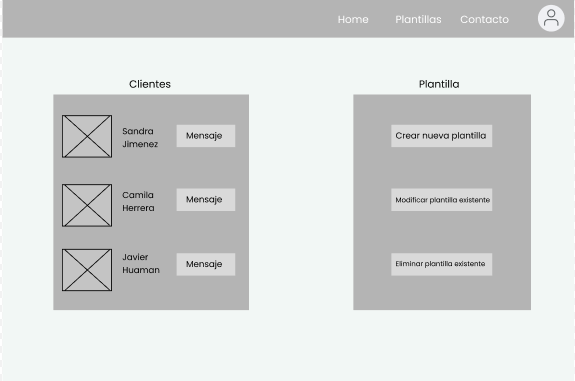 Home
Plantillas
Contacto
Clientes
Plantilla
Sandra
Jimenez
Mensaje
Camila
Herrera
Mensaje
Javier
Huaman
Mensaje
Crear nueva plantilla
Modificar plantilla existente
Eliminar plantilla existente